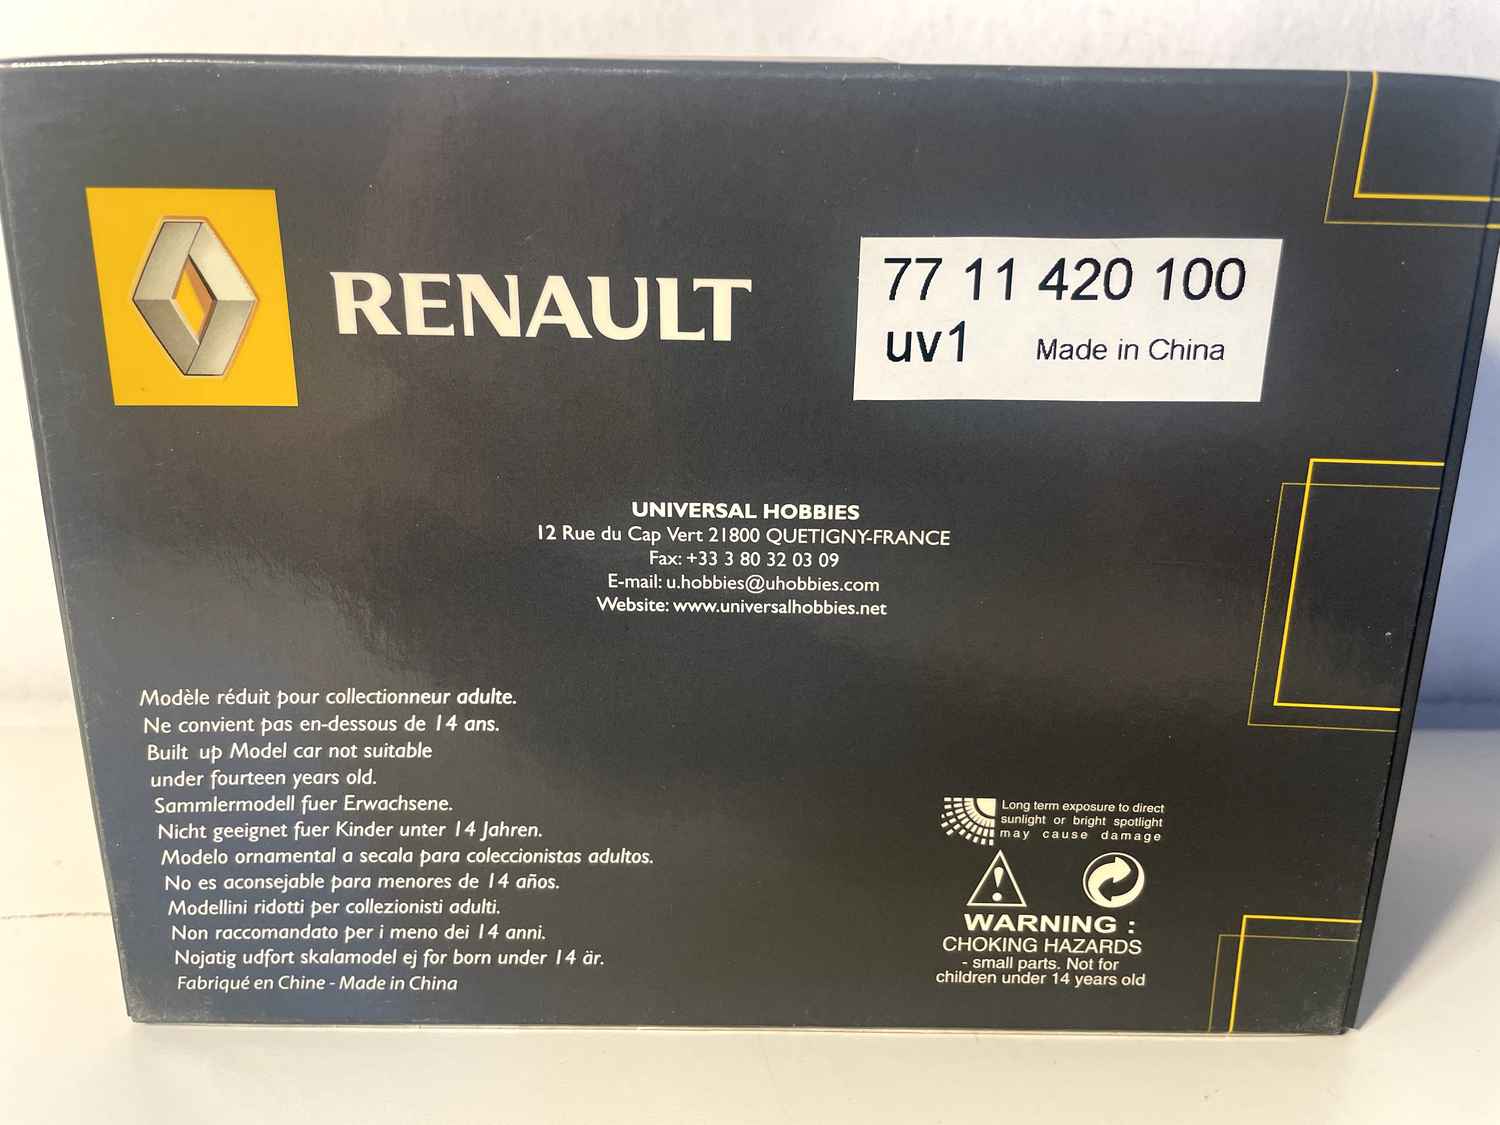 RENAULT
77 11 420 100
uv1 Made in China
UNIVERSAL HOBBIES
12 Rue du Cap Vert 21800 QUETIGNY-FRANCE
Fax: +33 3 80 32 03 09
E-mail: u.hobbies@uhobbies.com
Website: www.universalhobbies.net
Modèle réduit pour collectionneur adulte.
Ne convient pas en-dessous de 14 ans.
Built up Model car not suitable
under fourteen years old.
Sammlermodell fuer Erwachsene.
Nicht geeignet fuer Kinder unter 14 Jahren.
Modelo ornamental a secala para coleccionistas adultos.
No es aconsejable para menores de 14 años.
Modellini ridotti per collezionisti adulti.
Non raccomandato per i meno dei 14 anni.
Nojatig udfort skalamodel ej for born under 14 är.
Fabriqué en Chine - Made in China
Long term exposure to direct
sunlight or bright spotlight
may cause damage
WARNING :
CHOKING HAZARDS
- small parts. Not for
children under 14 years old